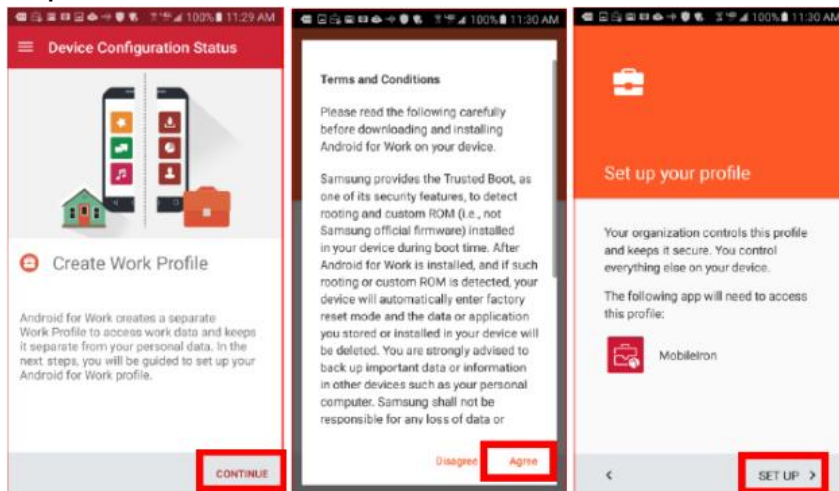 100% 11:29 AM
Device Configuration Status
Create Work Profile
Android for Work creates a separate
Work Profile to access work data and keeps
it separate from your personal data. In the
next steps, you will be guided to set up your
Android for Work profile.
CONTINUE
100% 11:30 AM
Terms and Conditions
Please read the following carefully
before downloading and installing
Android for Work on your device.
Samsung provides the Trusted Boot, as
one of its security features, to detect
rooting and custom ROM (i.e., not
Samsung official firmware) installed
in your device during boot time. After
Android for Work is installed, and if such
rooting or custom ROM is detected, your
device will automatically enter factory
reset mode and the data or application
you stored or installed in your device will
be deleted. You are strongly advised to
back up important data or information
in other devices such as your personal
computer. Samsung shall not be
responsible for any loss of data or
Disagree Agree
100% 11:30 AM
Set up your profile
Your organization controls this profile
and keeps it secure. You control
everything else on your device.
The following app will need to access
this profile:
MobileIron
SET UP